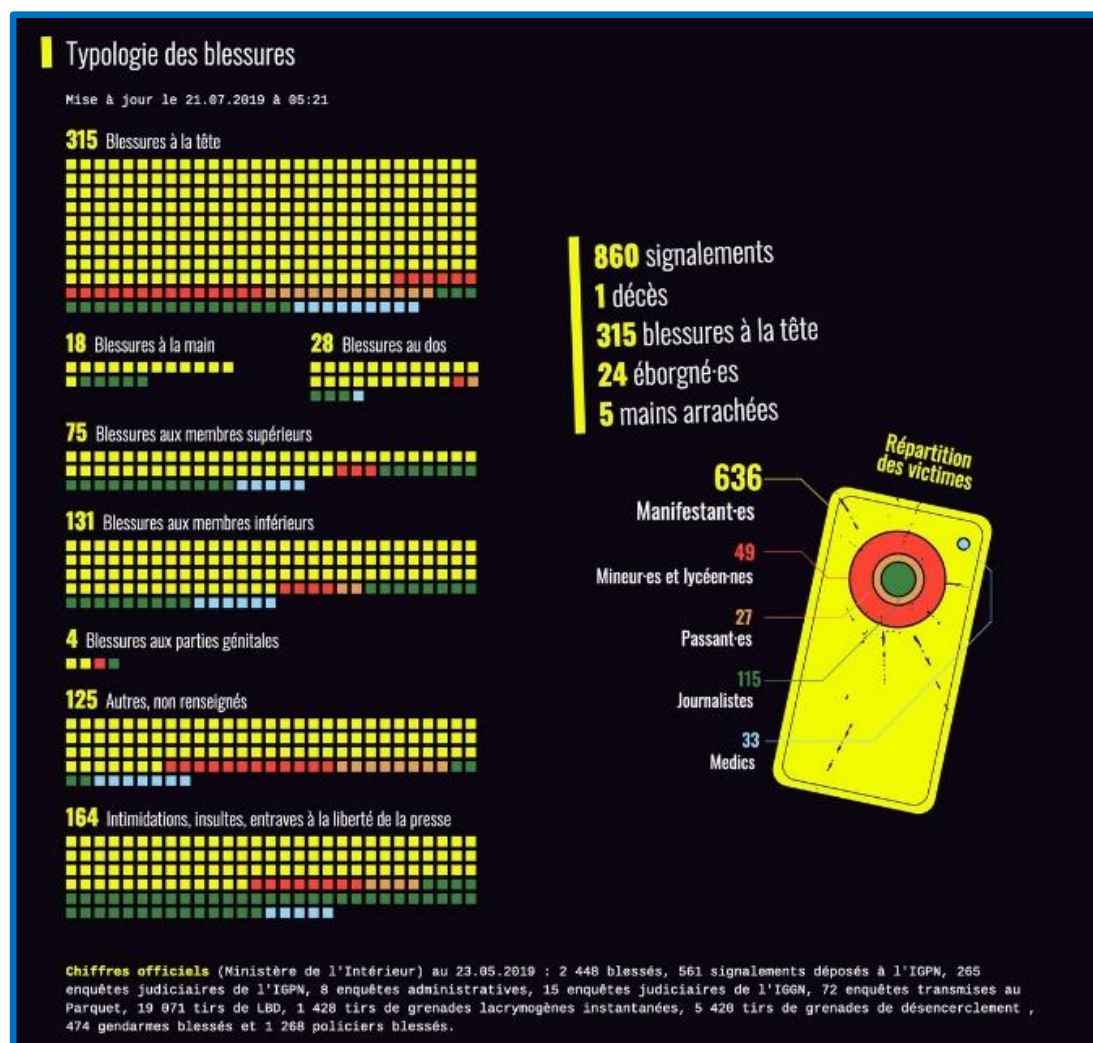 Typologie des blessures
Mise à jour le 21.07.2019 à 05:21
315 Blessures à la tête
18 Blessures à la main
28 Blessures au dos
75 Blessures aux membres supérieurs
131 Blessures aux membres inférieurs
4 Blessures aux parties génitales
125 Autres, non renseignés
164 Intimidations, insultes, entraves à la liberté de la presse
860 signalements
1 décès
315 blessures à la tête
24 éborgné·es
5 mains arrachées
Répartition
des victimes
636
Manifestant·es
49
Mineur·es et lycéen·nes
27
Passant·es
115
Journalistes
33
Medics
Chiffres officiels (Ministère de l'Intérieur) au 23.05.2019 : 2 448 blessés, 561 signalements déposés à l'IGPN, 265
enquêtes judiciaires de l'IGPN, 8 enquêtes administratives, 15 enquêtes judiciaires de l'IGGN, 72 enquêtes transmises au
Parquet, 19 071 tirs de LBD, 1 428 tirs de grenades lacrymogènes instantanées, 5 420 tirs de grenades de désencerclement ,
474 gendarmes blessés et 1 268 policiers blessés.